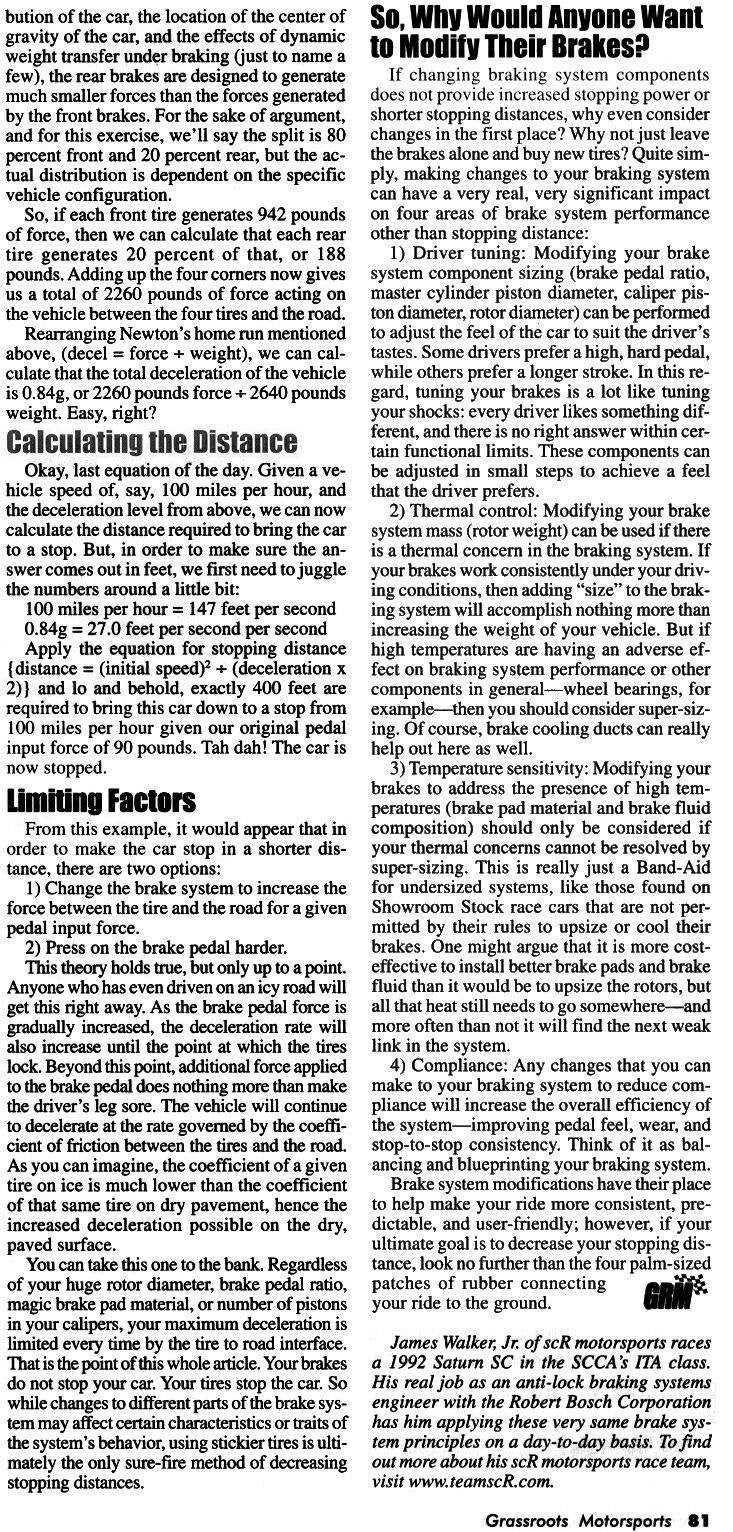 bution of the car, the location of the center of
gravity of the car, and the effects of dynamic
weight transfer under braking (just to name a
few), the rear brakes are designed to generate
much smaller forces than the forces generated
by the front brakes. For the sake of argument,
and for this exercise, we'll say the split is 80
percent front and 20 percent rear, but the ac-
tual distribution is dependent on the specific
vehicle configuration.
So, if each front tire generates 942 pounds
of force, then we can calculate that each rear
tire generates 20 percent of that, or 188
pounds. Adding up the four corners now gives
us a total of 2260 pounds of force acting on
the vehicle between the four tires and the road.
Rearranging Newton's home run mentioned
above, (decel = force ÷ weight), we can cal-
culate that the total deceleration of the vehicle
is 0.84g, or 2260 pounds force ÷ 2640 pounds
weight. Easy, right?
Calculating the Distance
Okay, last equation of the day. Given a ve-
hicle speed of, say, 100 miles per hour, and
the deceleration level from above, we can now
calculate the distance required to bring the car
to a stop. But, in order to make sure the an-
swer comes out in feet, we first need to juggle
the numbers around a little bit:
100 miles per hour = 147 feet per second
0.84g = 27.0 feet per second per second
Apply the equation for stopping distance
{distance = (initial speed)² ÷ (deceleration x
2)} and lo and behold, exactly 400 feet are
required to bring this car down to a stop from
100 miles per hour given our original pedal
input force of 90 pounds. Tah dah! The car is
now stopped.
Limiting Factors
From this example, it would appear that in
order to make the car stop in a shorter dis-
tance, there are two options:
1) Change the brake system to increase the
force between the tire and the road for a given
pedal input force.
2) Press on the brake pedal harder.
This theory holds true, but only up to a point.
Anyone who has even driven on an icy road will
get this right away. As the brake pedal force is
gradually increased, the deceleration rate will
also increase until the point at which the tires
lock. Beyond this point, additional force applied
to the brake pedal does nothing more than make
the driver's leg sore. The vehicle will continue
to decelerate at the rate governed by the coeffi-
cient of friction between the tires and the road.
As you can imagine, the coefficient of a given
tire on ice is much lower than the coefficient
of that same tire on dry pavement, hence the
increased deceleration possible on the dry,
paved surface.
You can take this one to the bank. Regardless
of your huge rotor diameter, brake pedal ratio,
magic brake pad material, or number of pistons
in your calipers, your maximum deceleration is
limited every time by the tire to road interface.
That is the point of this whole article. Your brakes
do not stop your car. Your tires stop the car. So
while changes to different parts of the brake sys-
tem may affect certain characteristics or traits of
the system's behavior, using stickier tires is ulti-
mately the only sure-fire method of decreasing
stopping distances.
So, Why Would Anyone Want
to Modify Their Brakes?
If changing braking system components
does not provide increased stopping power or
shorter stopping distances, why even consider
changes in the first place? Why not just leave
the brakes alone and buy new tires? Quite sim-
ply, making changes to your braking system
can have a very real, very significant impact
on four areas of brake system performance
other than stopping distance:
1) Driver tuning: Modifying your brake
system component sizing (brake pedal ratio,
master cylinder piston diameter, caliper pis-
ton diameter, rotor diameter) can be performed
to adjust the feel of the car to suit the driver's
tastes. Some drivers prefer a high, hard pedal,
while others prefer a longer stroke. In this re-
gard, tuning your brakes is a lot like tuning
your shocks: every driver likes something dif-
ferent, and there is no right answer within cer-
tain functional limits. These components can
be adjusted in small steps to achieve a feel
that the driver prefers.
2) Thermal control: Modifying your brake
system mass (rotor weight) can be used if there
is a thermal concern in the braking system. If
your brakes work consistently under your driv-
ing conditions, then adding "size" to the brak-
ing system will accomplish nothing more than
increasing the weight of your vehicle. But if
high temperatures are having an adverse ef-
fect on braking system performance or other
components in general—wheel bearings, for
example—then you should consider super-siz-
ing. Of course, brake cooling ducts can really
help out here as well.
3) Temperature sensitivity: Modifying your
brakes to address the presence of high tem-
peratures (brake pad material and brake fluid
composition) should only be considered if
your thermal concerns cannot be resolved by
super-sizing. This is really just a Band-Aid
for undersized systems, like those found on
Showroom Stock race cars that are not per-
mitted by their rules to upsize or cool their
brakes. One might argue that it is more cost-
effective to install better brake pads and brake
fluid than it would be to upsize the rotors, but
all that heat still needs to go somewhere—and
more often than not it will find the next weak
link in the system.
4) Compliance: Any changes that you can
make to your braking system to reduce com-
pliance will increase the overall efficiency of
the system—improving pedal feel, wear, and
stop-to-stop consistency. Think of it as bal-
ancing and blueprinting your braking system.
Brake system modifications have their place
to help make your ride more consistent, pre-
dictable, and user-friendly; however, if your
ultimate goal is to decrease your stopping dis-
tance, look no further than the four palm-sized
patches of rubber connecting
your ride to the ground.
GRM
James Walker, Jr. of scR motorsports races
a 1992 Saturn SC in the SCCA's ITA class.
His real job as an anti-lock braking systems
engineer with the Robert Bosch Corporation
has him applying these very same brake sys-
tem principles on a day-to-day basis. To find
out more about his scR motorsports race team,
visit www.teamscR.com.
Grassroots Motorsports 81